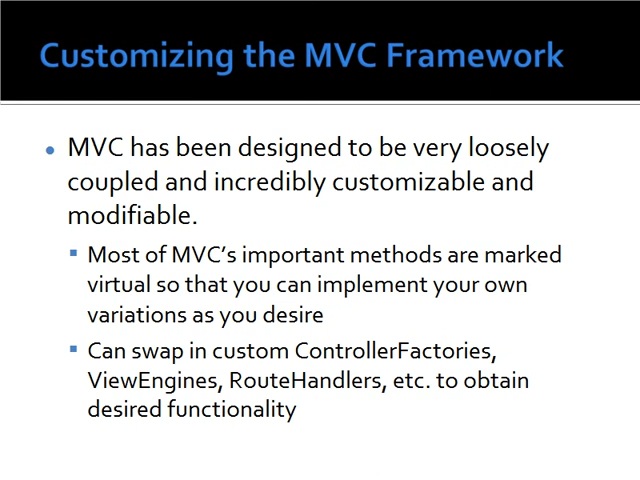 Customizing the MVC Framework
• MVC has been designed to be very loosely
coupled and incredibly customizable and
modifiable.
▪ Most of MVC’s important methods are marked
virtual so that you can implement your own
variations as you desire
▪ Can swap in custom ControllerFactories,
ViewEngines, RouteHandlers, etc. to obtain
desired functionality